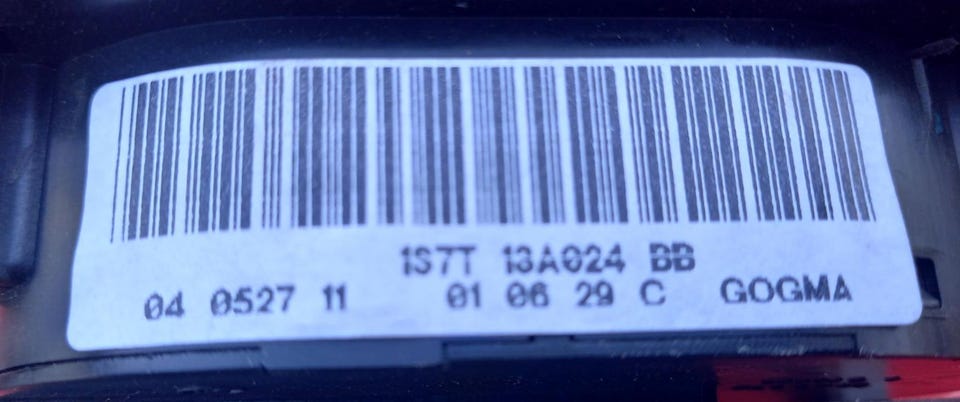 1S7T 13A024 BB
04 0527 11 01 06 29 C GOGMA